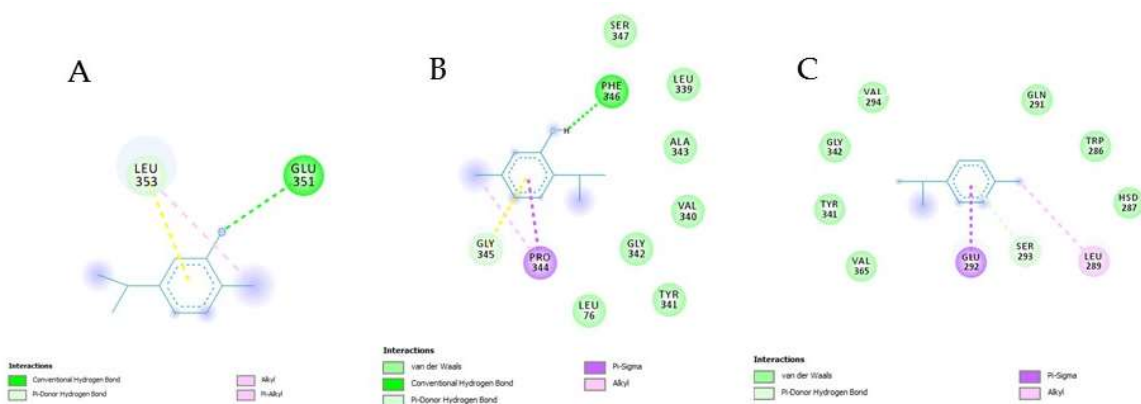 A
LEU
353
GLU
351
Interactions
Conventional Hydrogen Bond
Pi-Donor Hydrogen Bond
Alkyl
Pi-Alkyl
B
SER
347
PHE
346
H
LEU
339
ALA
343
VAL
340
GLY
345
PRO
344
GLY
342
LEU
76
TYR
341
Interactions
van der Waals
Conventional Hydrogen Bond
Pi-Donor Hydrogen Bond
Pi-Sigma
Alkyl
C
VAL
294
GLN
291
GLY
342
TRP
286
TYR
341
HSD
287
VAL
365
GLU
292
SER
293
LEU
289
Interactions
van der Waals
Pi-Donor Hydrogen Bond
Pi-Sigma
Alkyl